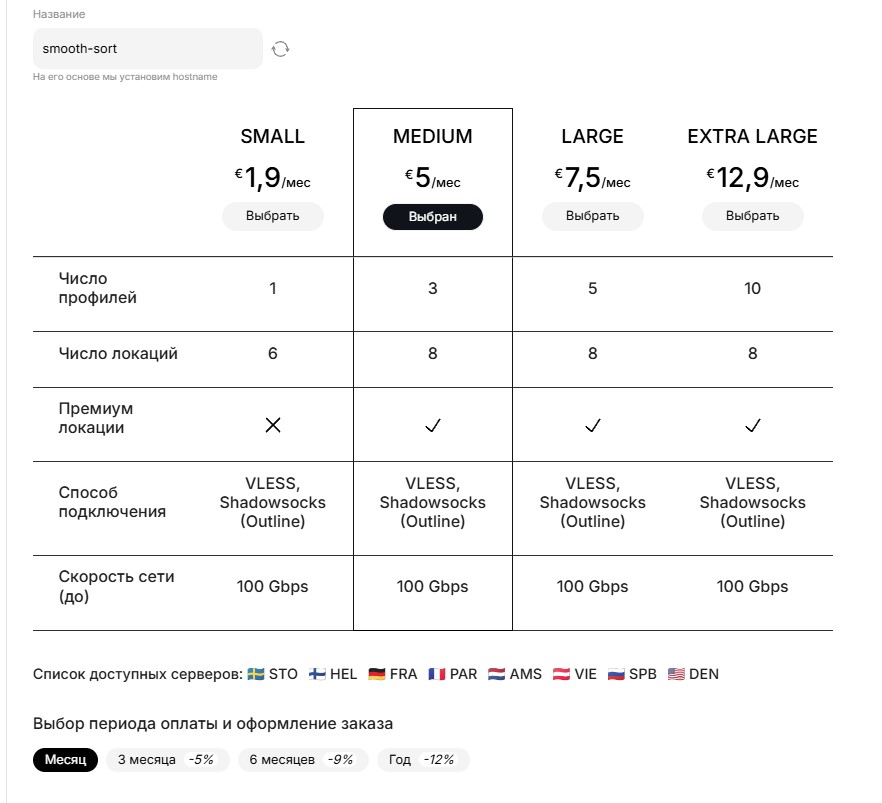 Название
smooth-sort
На его основе мы установим hostname
SMALL MEDIUM LARGE EXTRA LARGE
€1,9/мес €5/мес €7,5/мес €12,9/мес
Выбрать Выбран Выбрать Выбрать
Число
профилей 1 3 5 10
Число локаций 6 8 8 8
Премиум
локации
Способ
подключения
VLESS, VLESS, VLESS, VLESS,
Shadowsocks Shadowsocks Shadowsocks Shadowsocks
(Outline) (Outline) (Outline) (Outline)
Скорость сети
(до) 100 Gbps 100 Gbps 100 Gbps 100 Gbps
Список доступных серверов: STO HEL FRA PAR AMS VIE SPB DEN
Выбор периода оплаты и оформление заказа
Месяц 3 месяца -5% 6 месяцев -9% Год -12%